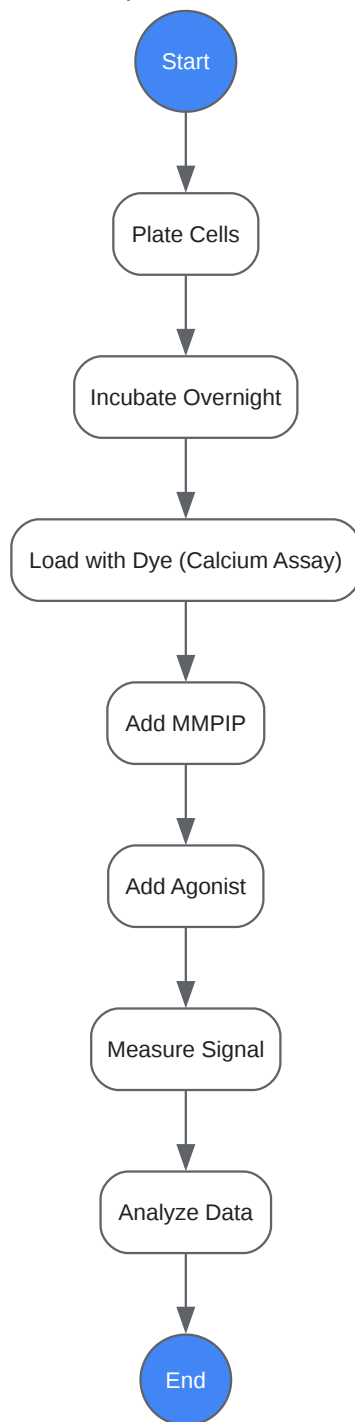 Start
Plate Cells
Incubate Overnight
Load with Dye (Calcium Assay)
Add MMPIP
Add Agonist
Measure Signal
Analyze Data
End